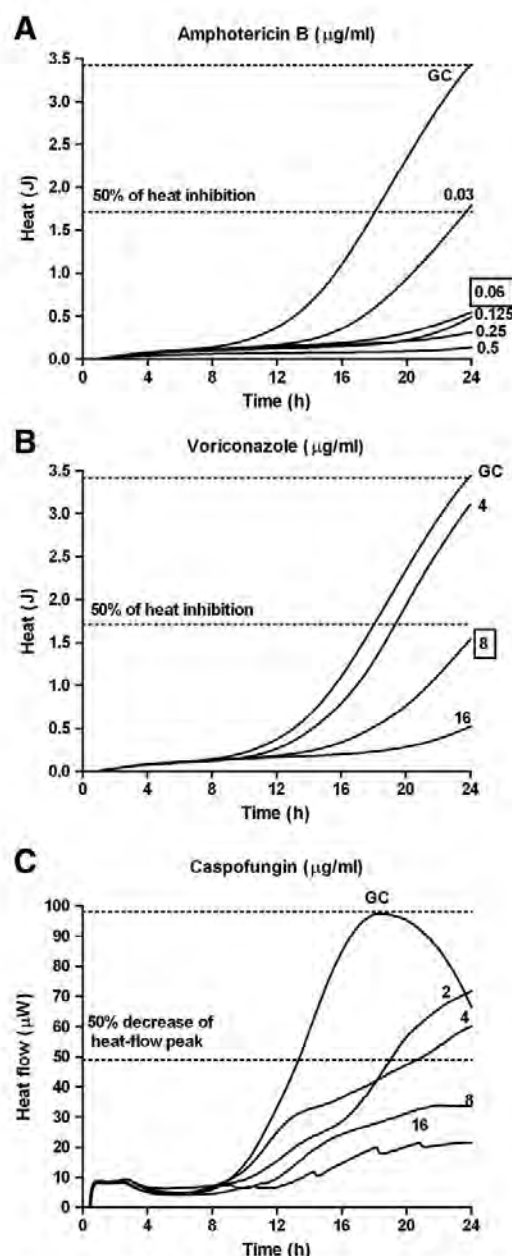 A
Amphotericin B (µg/ml)
3.5
3.0
2.5
2.0
1.5
1.0
0.5
0.0
Heat (J)
GC
50% of heat inhibition
0.03
0.06
0.125
0.25
0.5
0 4 8 12 16 20 24
Time (h)
B
Voriconazole (µg/ml)
3.5
3.0
2.5
2.0
1.5
1.0
0.5
0.0
Heat (J)
GC
4
50% of heat inhibition
8
16
0 4 8 12 16 20 24
Time (h)
C
Caspofungin (µg/ml)
100
90
80
70
60
50
40
30
20
10
0
Heat flow (µW)
GC
50% decrease of
heat-flow peak
2
4
8
16
0 4 8 12 16 20 24
Time (h)